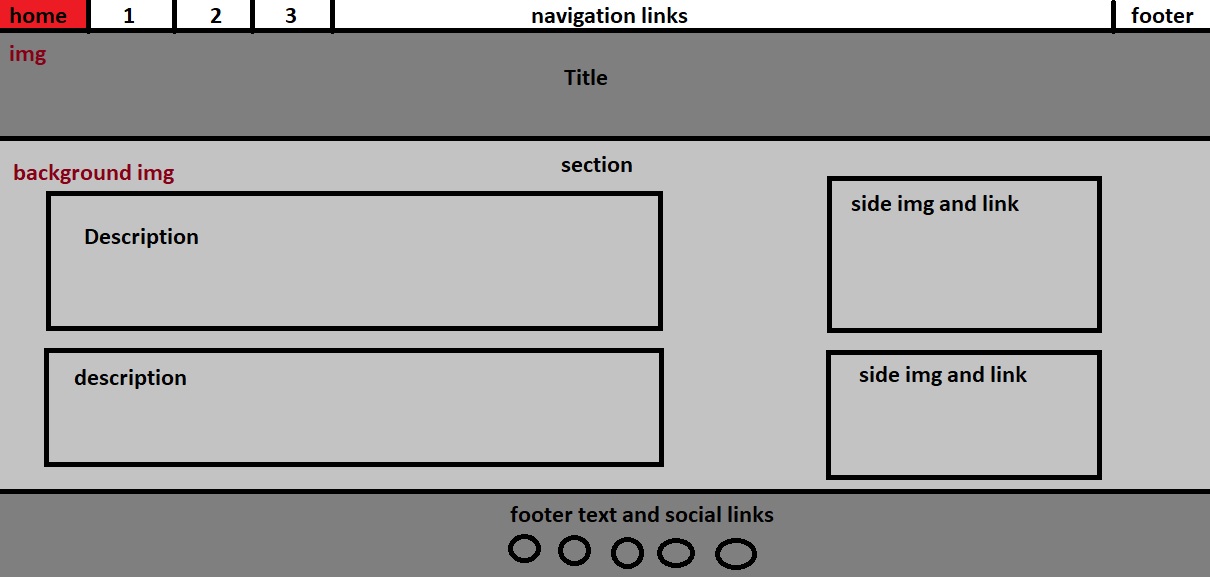 home 1 2 3 navigation links footer
img
Title
section
background img
Description
side img and link
description
side img and link
footer text and social links